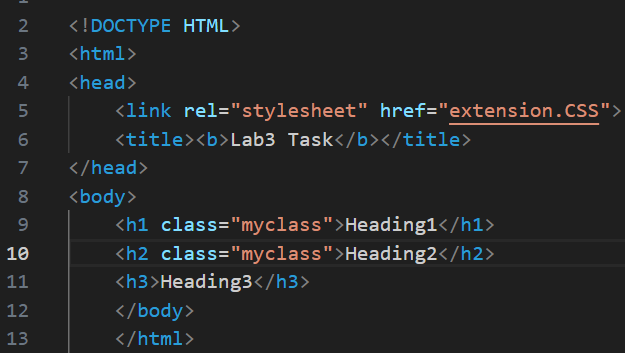 2 <!DOCTYPE HTML>
3 <html>
4 <head>
5 <link rel="stylesheet" href="extension.CSS">
6 <title><b>Lab3 Task</b></title>
7 </head>
8 <body>
9 <h1 class="myclass">Heading1</h1>
10 <h2 class="myclass">Heading2</h2>
11 <h3>Heading3</h3>
12 </body>
13 </html>